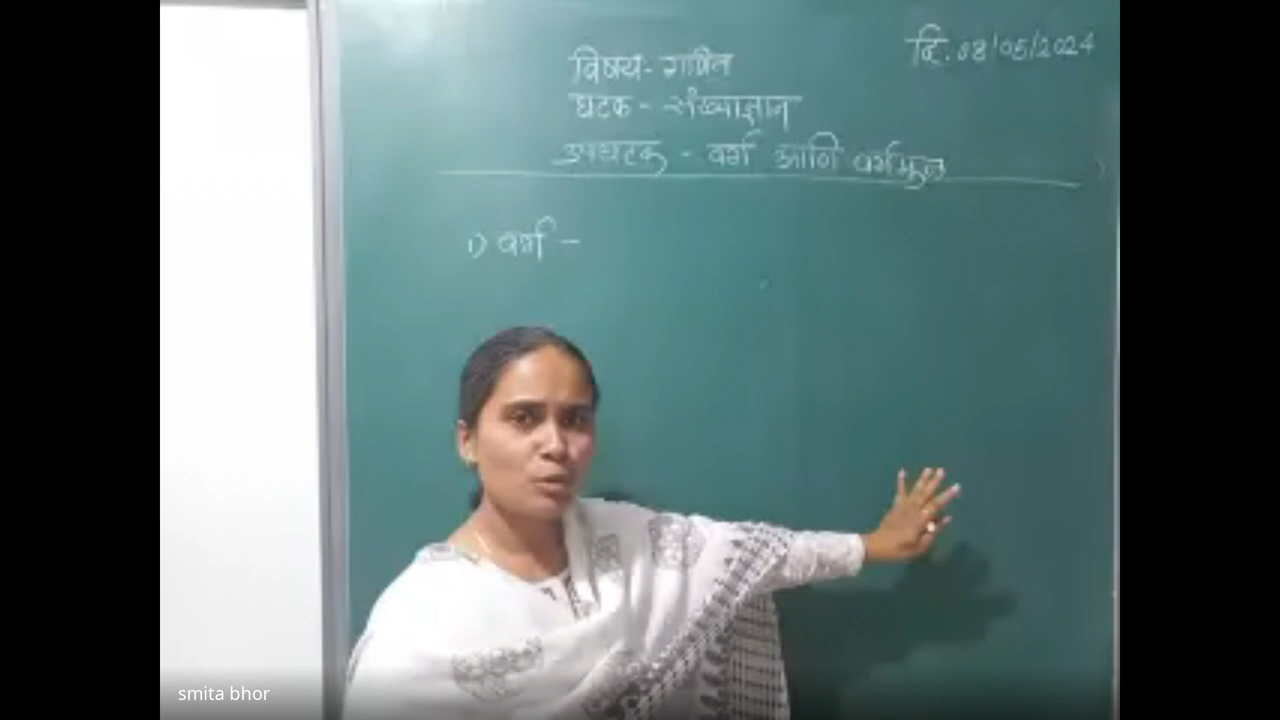 दि. 08/05/2024
विषय- गणित
घटक - संख्याज्ञान
उपघटक - वर्ग आणि वर्गमूळ
1) वर्ग -
smita bhor